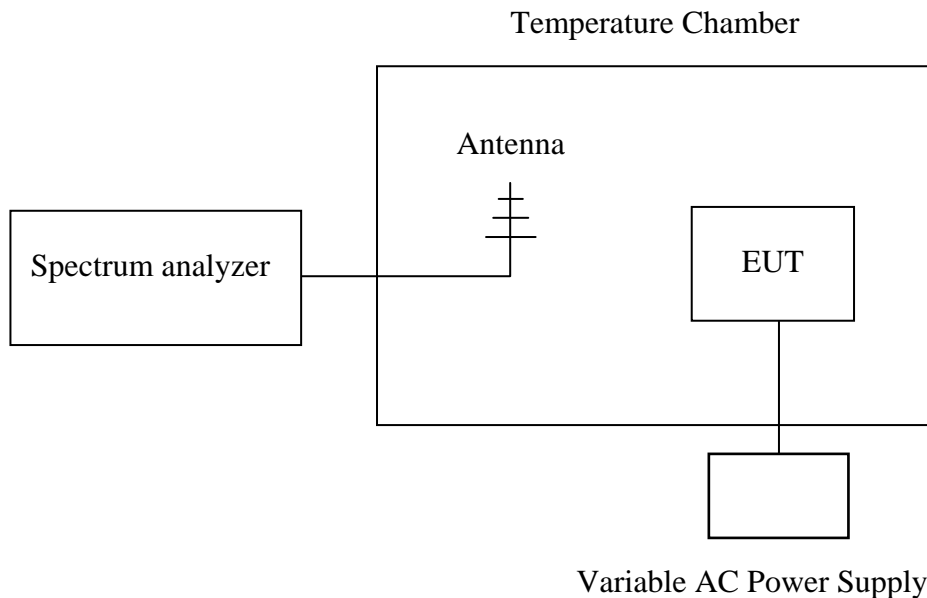 Temperature Chamber
Antenna
Spectrum analyzer
EUT
Variable AC Power Supply